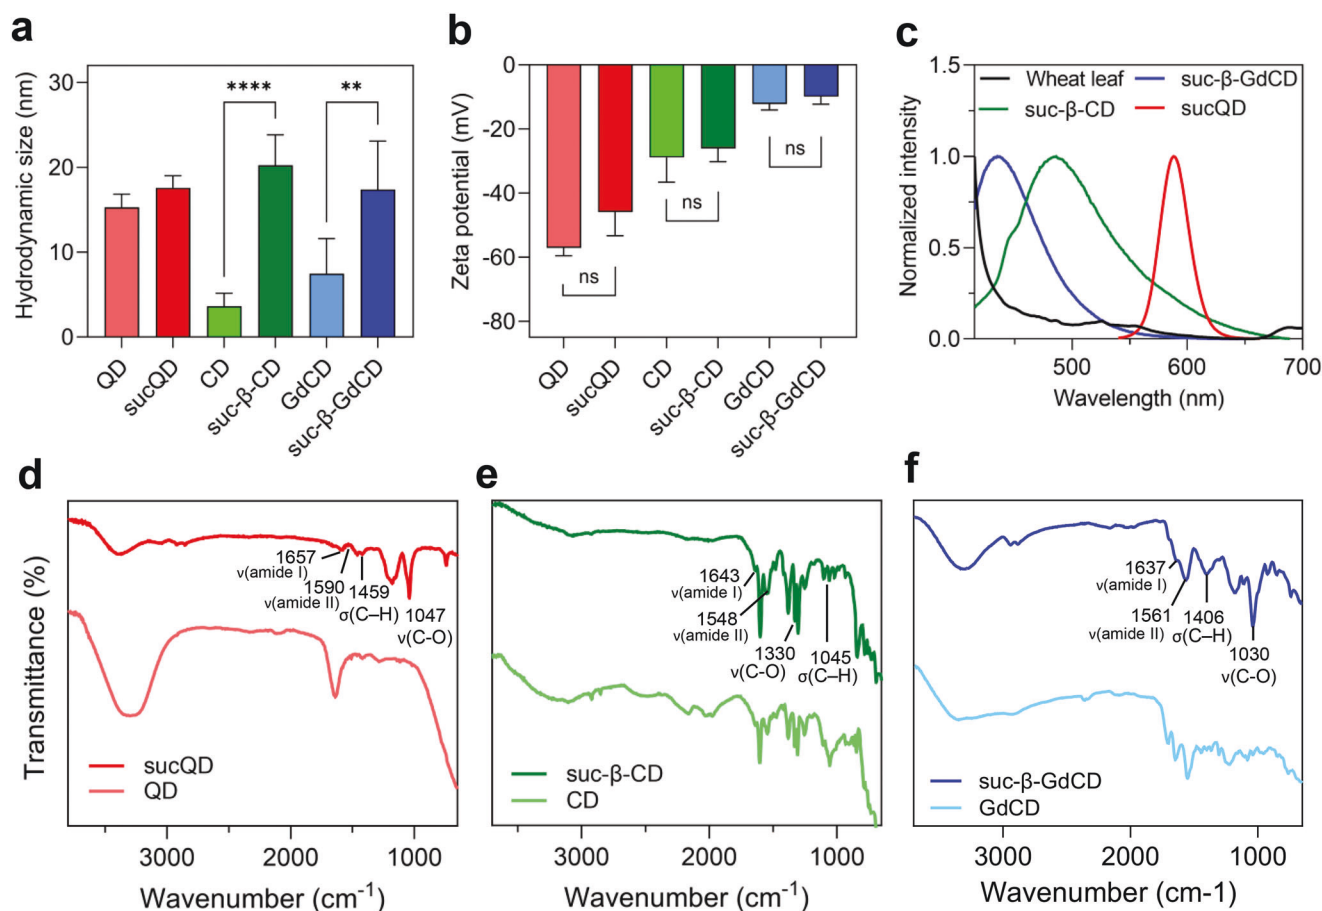 a
Hydrodynamic size (nm)
30
20
10
0
****
**
QD
sucQD
CD
suc-β-CD
GdCD
suc-β-GdCD
b
Zeta potential (mV)
0
-20
-40
-60
-80
ns
ns
ns
QD
sucQD
CD
suc-β-CD
GdCD
suc-β-GdCD
c
Normalized intensity
1.5
1.0
0.5
0.0
Wheat leaf
suc-β-GdCD
suc-β-CD
sucQD
500
600
700
Wavelength (nm)
d
Transmittance (%)
1657
ν(amide I)
1590
ν(amide II)
1459
σ(C–H)
1047
ν(C-O)
sucQD
QD
3000
2000
1000
Wavenumber (cm-1)
e
1643
ν(amide I)
1548
ν(amide II)
1330
ν(C-O)
1045
σ(C–H)
suc-β-CD
CD
3000
2000
1000
Wavenumber (cm-1)
f
1637
ν(amide I)
1561
ν(amide II)
1406
σ(C–H)
1030
ν(C-O)
suc-β-GdCD
GdCD
3000
2000
1000
Wavenumber (cm-1)